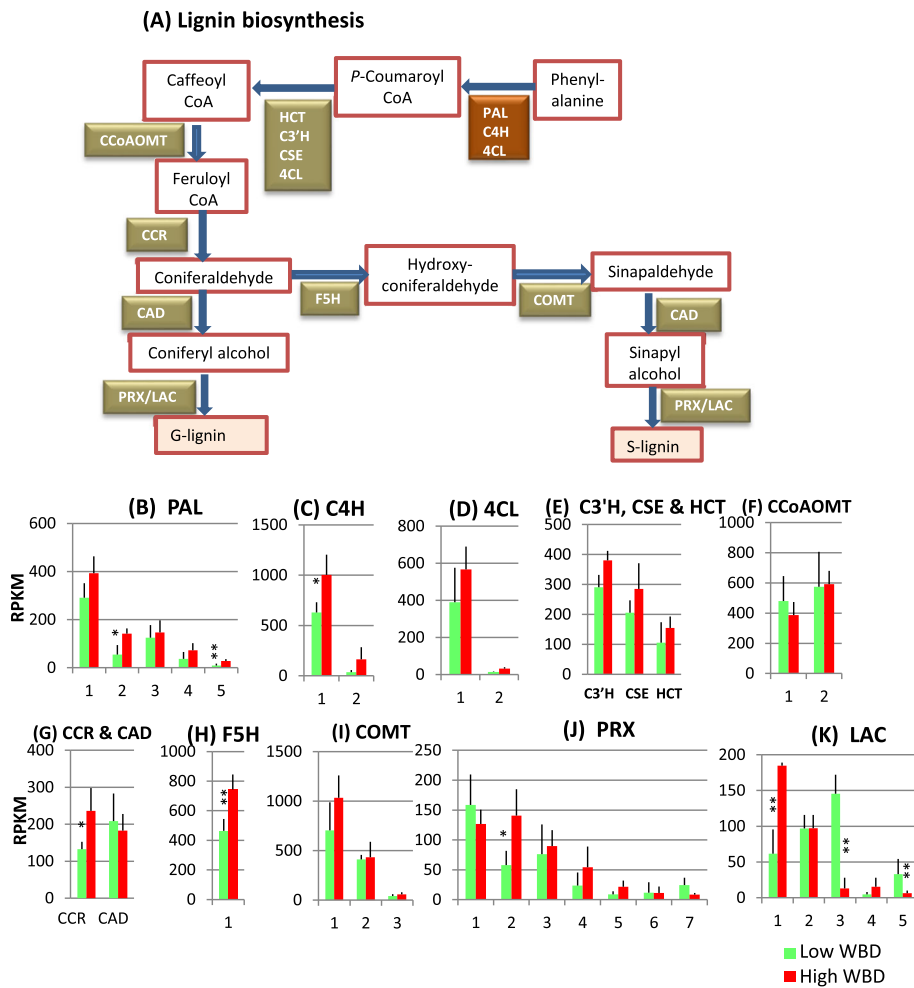 (A) Lignin biosynthesis
Caffeoyl
CoA
P-Coumaroyl
CoA
Phenyl-
alanine
HCT
C3’H
CSE
4CL
PAL
C4H
4CL
CCoAOMT
Feruloyl
CoA
CCR
Coniferaldehyde
Hydroxy-
coniferaldehyde
Sinapaldehyde
F5H
COMT
CAD
CAD
Coniferyl alcohol
Sinapyl
alcohol
PRX/LAC
PRX/LAC
G-lignin
S-lignin
(B) PAL
RPKM
600
400
200
0
*
**
1 2 3 4 5
(C) C4H
1500
1000
500
0
*
1 2
(D) 4CL
800
600
400
200
0
1 2
(E) C3'H, CSE & HCT
500
400
300
200
100
0
C3’H CSE HCT
(F) CCoAOMT
1000
800
600
400
200
0
1 2
(G) CCR & CAD
RPKM
400
300
200
100
0
*
CCR CAD
(H) F5H
1000
800
600
400
200
0
**
1
(I) COMT
1500
1000
500
0
1 2 3
(J) PRX
250
200
150
100
50
0
*
1 2 3 4 5 6 7
(K) LAC
200
150
100
50
0
**
**
**
1 2 3 4 5
Low WBD
High WBD